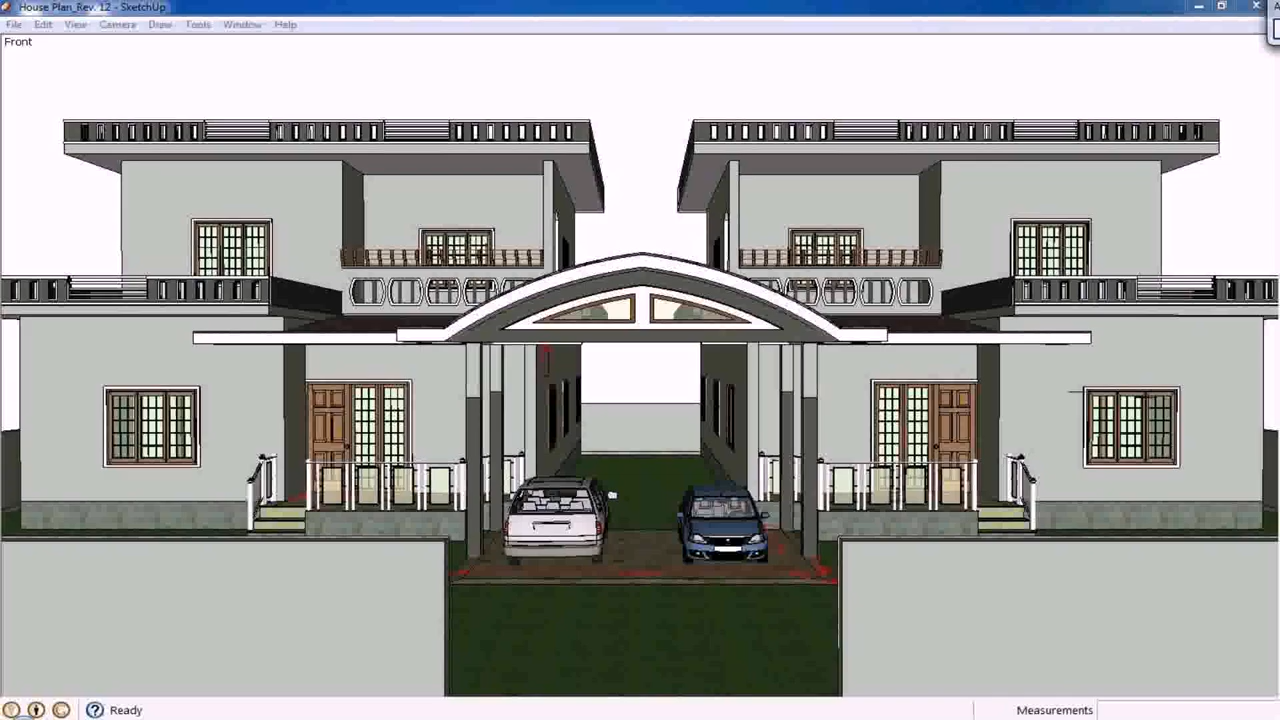 House Plan_Rev. 12 - SketchUp
File Edit View Camera Draw Tools Window Help
Front
Ready
Measurements